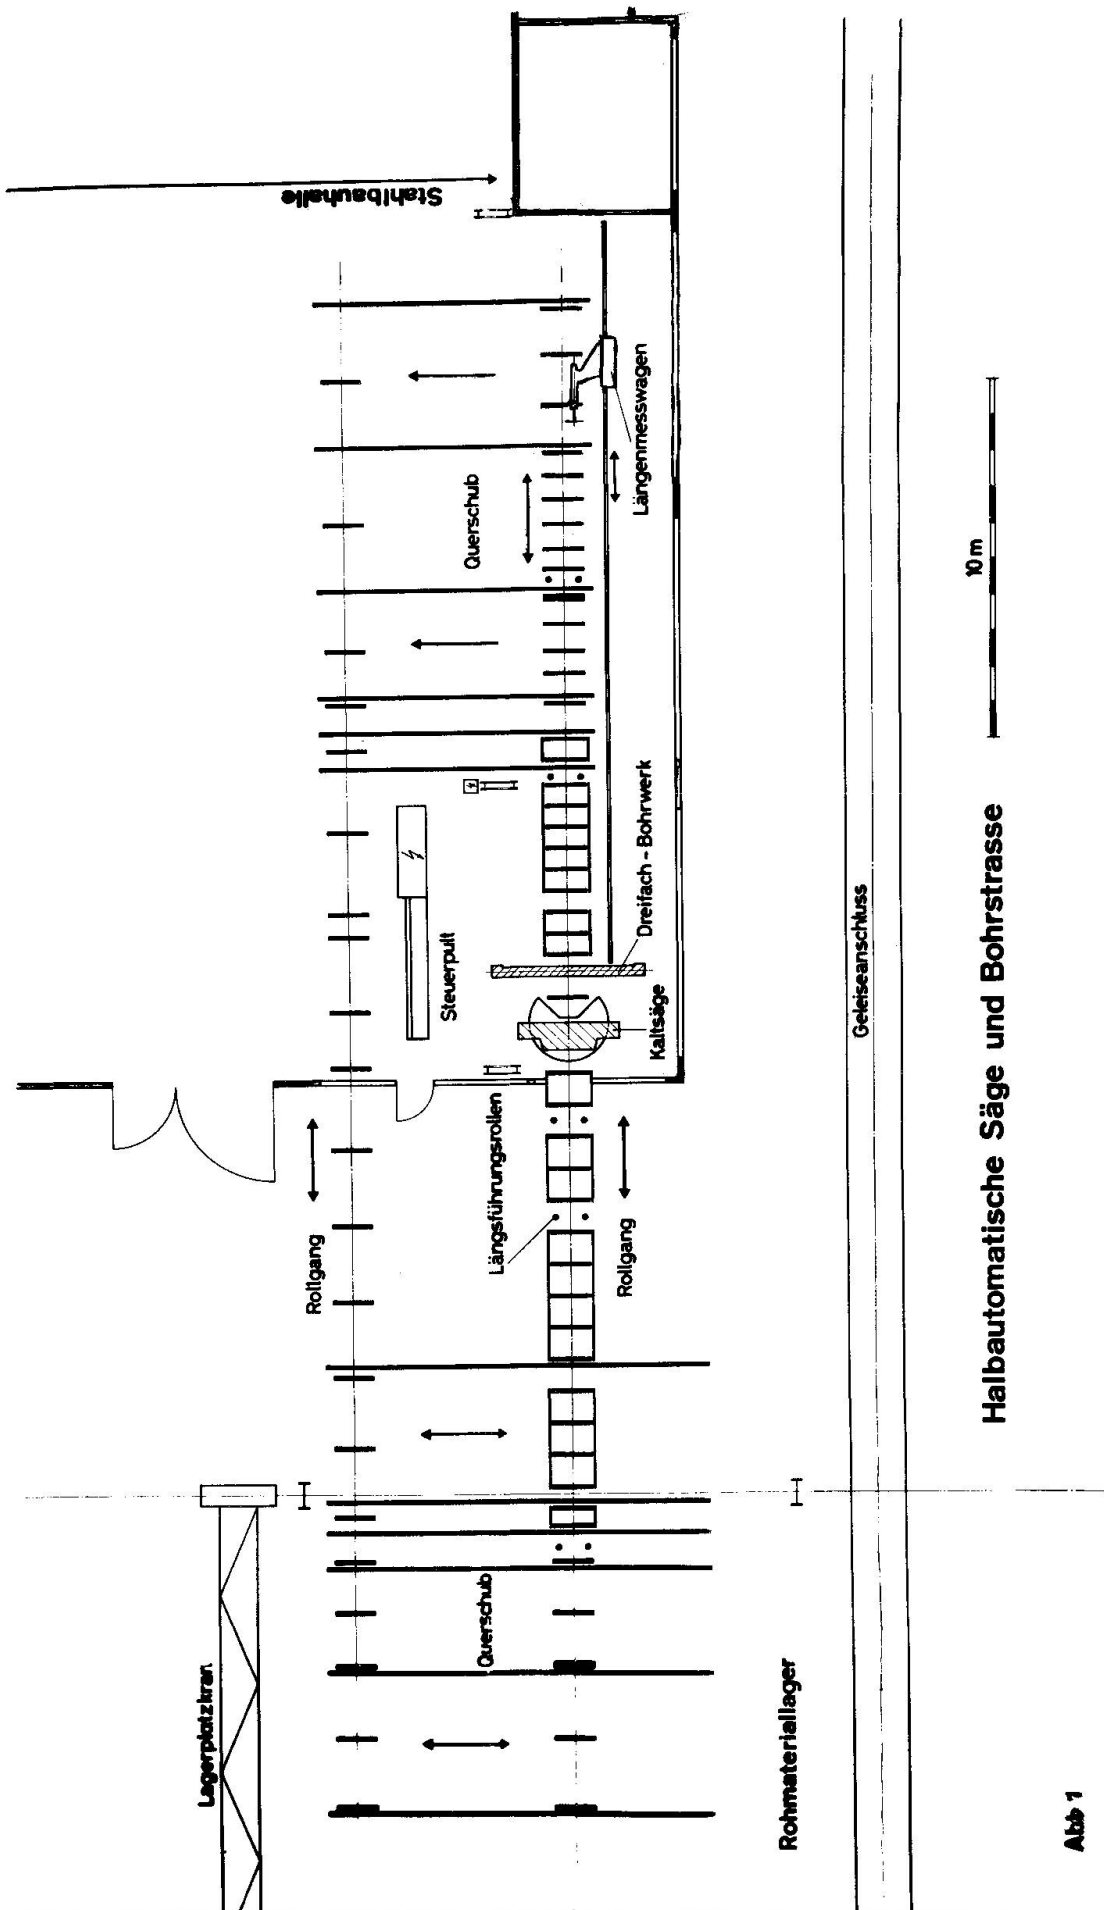 Stahlbauhalle
Lagerplatzkran
Rollgang
Steuerpult
Querschub
Querschub
Längsführungsrollen
Rollgang
Kaltsäge
Dreifach-Bohrwerk
Längenmesswagen
Rohmateriallager
Geleiseanschluss
10 m
Halbautomatische Säge und Bohrstrasse
Abb 1